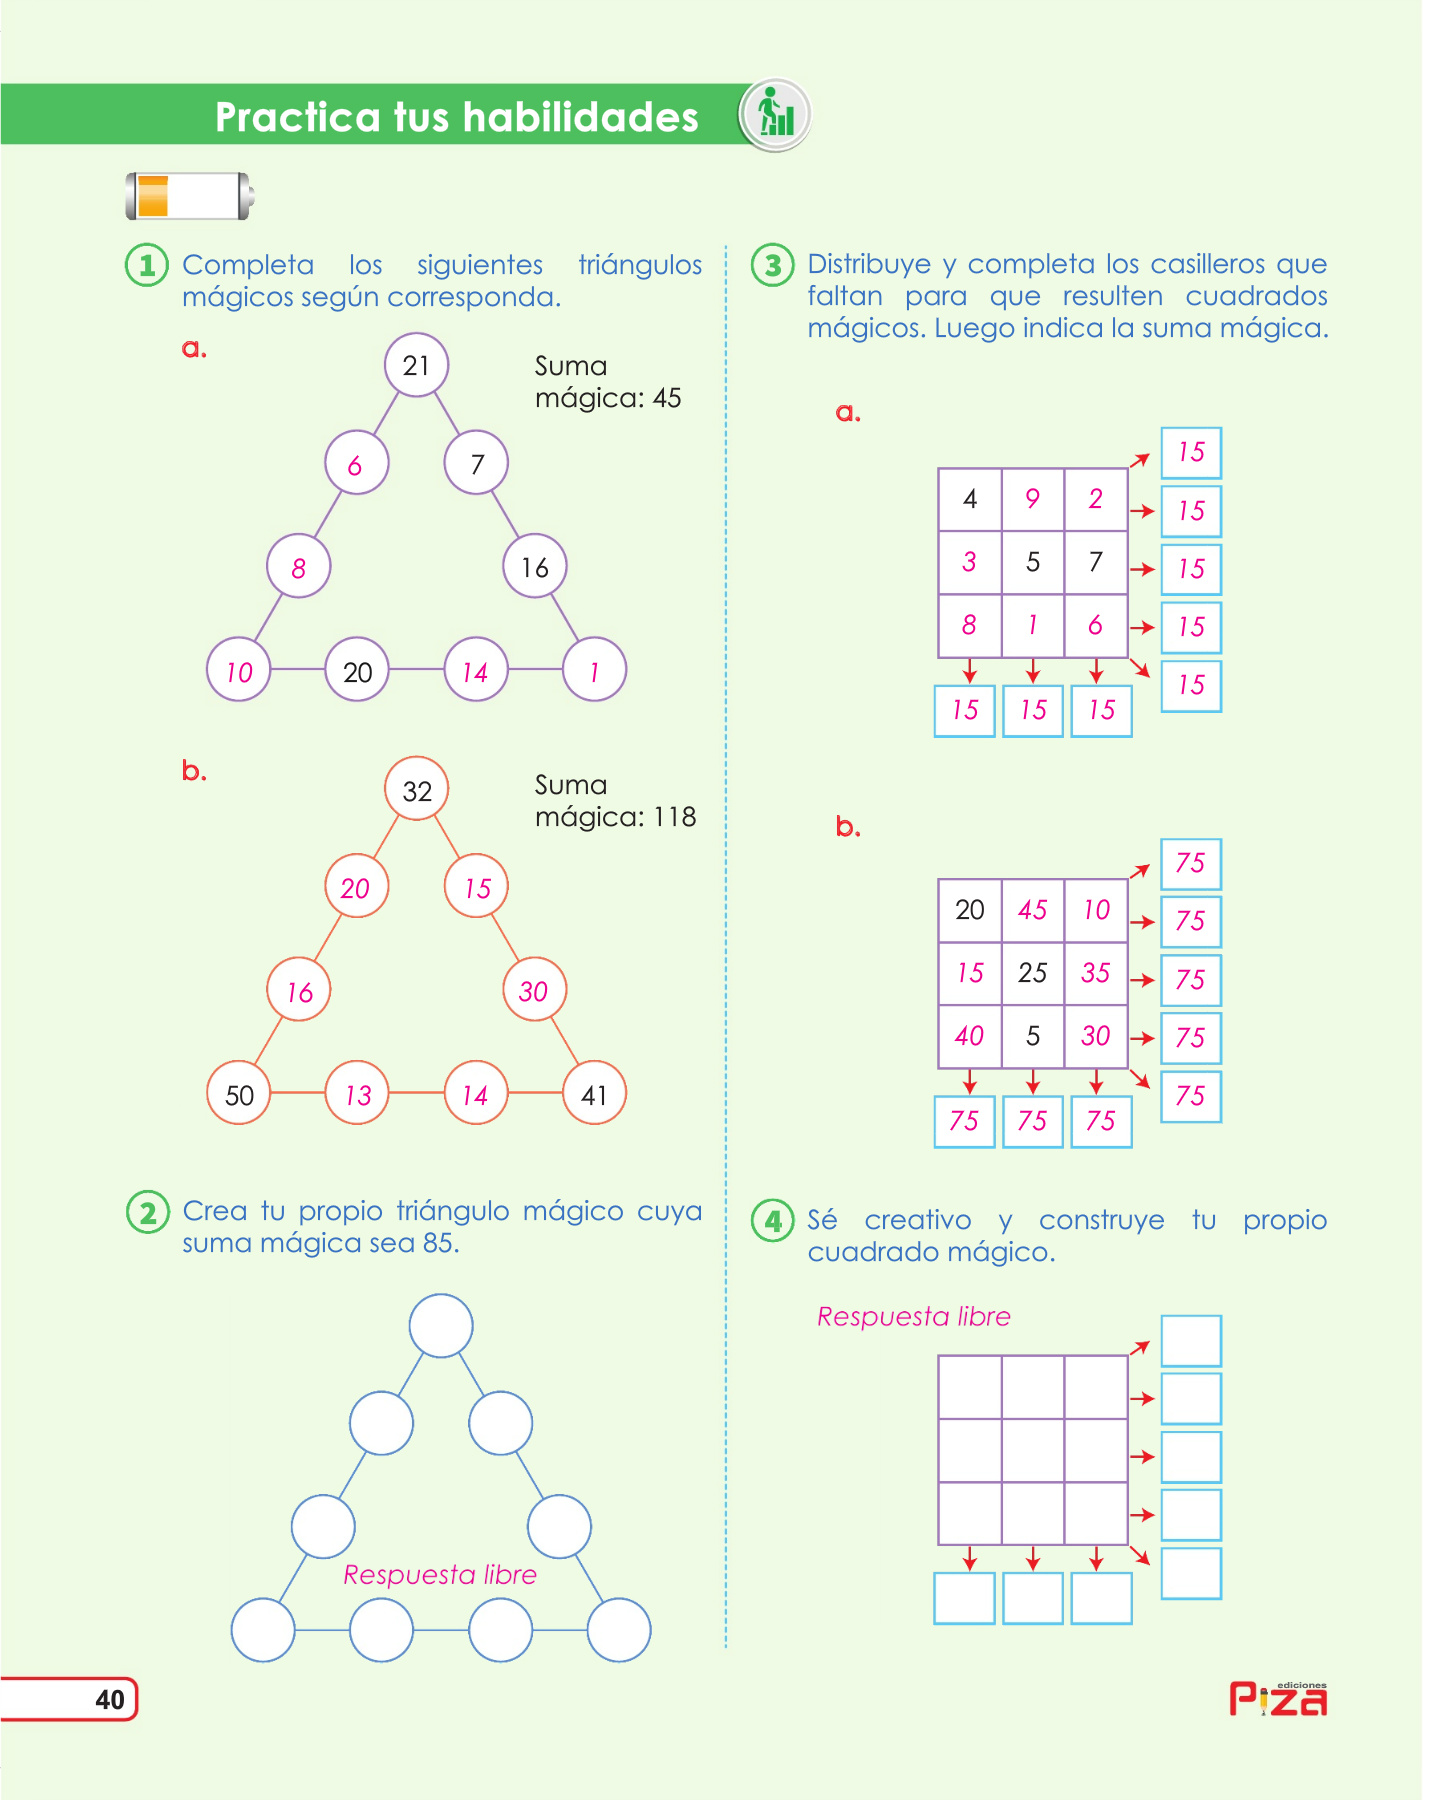 Practica tus habilidades
1 Completa los siguientes triángulos
mágicos según corresponda.
a.
Suma
mágica: 45
21
6 7
8 16
10 20 14 1
b.
Suma
mágica: 118
32
20 15
16 30
50 13 14 41
2 Crea tu propio triángulo mágico cuya
suma mágica sea 85.
Respuesta libre
3 Distribuye y completa los casilleros que
faltan para que resulten cuadrados
mágicos. Luego indica la suma mágica.
a.
15
4 9 2 15
3 5 7 15
8 1 6 15
15
15 15 15
b.
75
20 45 10 75
15 25 35 75
40 5 30 75
75
75 75 75
4 Sé creativo y construye tu propio
cuadrado mágico.
Respuesta libre
40
ediciones
Piza